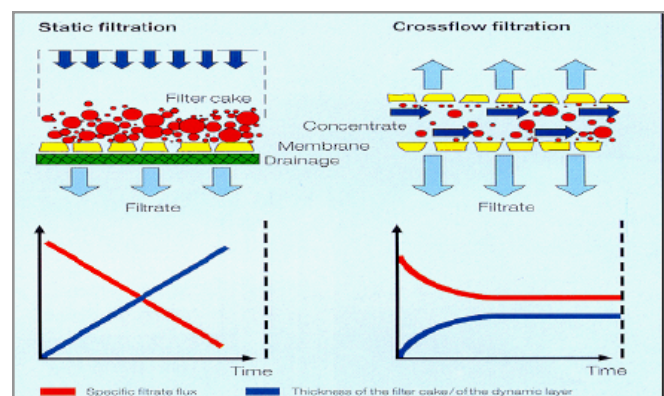 Static filtration
Crossflow filtration
Filter cake
Concentrate
Membrane
Drainage
Filtrate
Filtrate
Time
Time
Specific filtrate flux
Thickness of the filter cake/of the dynamic layer